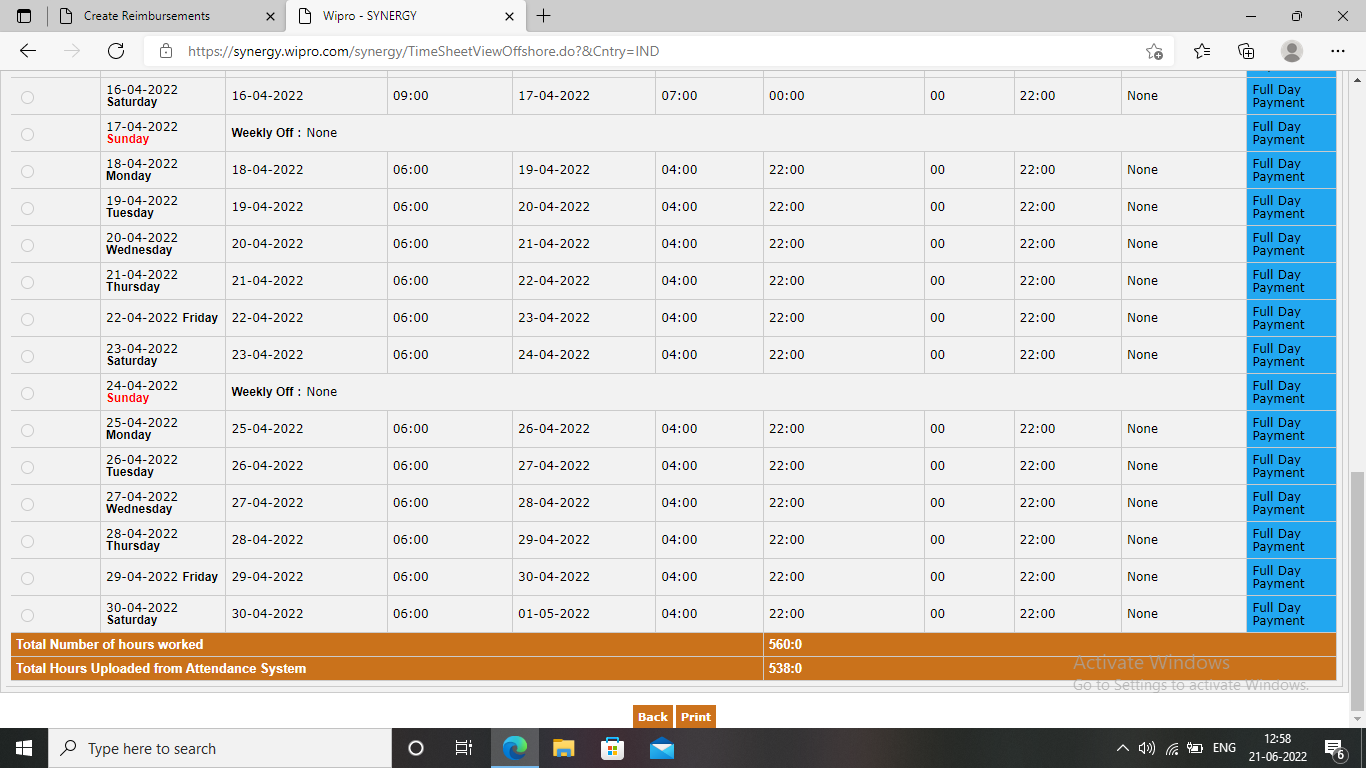 Create Reimbursements
Wipro - SYNERGY
https://synergy.wipro.com/synergy/TimeSheetViewOffshore.do?&Cntry=IND
16-04-2022 Saturday 16-04-2022 09:00 17-04-2022 07:00 00:00 00 22:00 None Full Day Payment
17-04-2022 Sunday Weekly Off : None Full Day Payment
18-04-2022 Monday 18-04-2022 06:00 19-04-2022 04:00 22:00 00 22:00 None Full Day Payment
19-04-2022 Tuesday 19-04-2022 06:00 20-04-2022 04:00 22:00 00 22:00 None Full Day Payment
20-04-2022 Wednesday 20-04-2022 06:00 21-04-2022 04:00 22:00 00 22:00 None Full Day Payment
21-04-2022 Thursday 21-04-2022 06:00 22-04-2022 04:00 22:00 00 22:00 None Full Day Payment
22-04-2022 Friday 22-04-2022 06:00 23-04-2022 04:00 22:00 00 22:00 None Full Day Payment
23-04-2022 Saturday 23-04-2022 06:00 24-04-2022 04:00 22:00 00 22:00 None Full Day Payment
24-04-2022 Sunday Weekly Off : None Full Day Payment
25-04-2022 Monday 25-04-2022 06:00 26-04-2022 04:00 22:00 00 22:00 None Full Day Payment
26-04-2022 Tuesday 26-04-2022 06:00 27-04-2022 04:00 22:00 00 22:00 None Full Day Payment
27-04-2022 Wednesday 27-04-2022 06:00 28-04-2022 04:00 22:00 00 22:00 None Full Day Payment
28-04-2022 Thursday 28-04-2022 06:00 29-04-2022 04:00 22:00 00 22:00 None Full Day Payment
29-04-2022 Friday 29-04-2022 06:00 30-04-2022 04:00 22:00 00 22:00 None Full Day Payment
30-04-2022 Saturday 30-04-2022 06:00 01-05-2022 04:00 22:00 00 22:00 None Full Day Payment
Total Number of hours worked 560:0
Total Hours Uploaded from Attendance System 538:0
Activate Windows
Go to Settings to activate Windows.
Back Print
Type here to search
ENG
12:58
21-06-2022
6